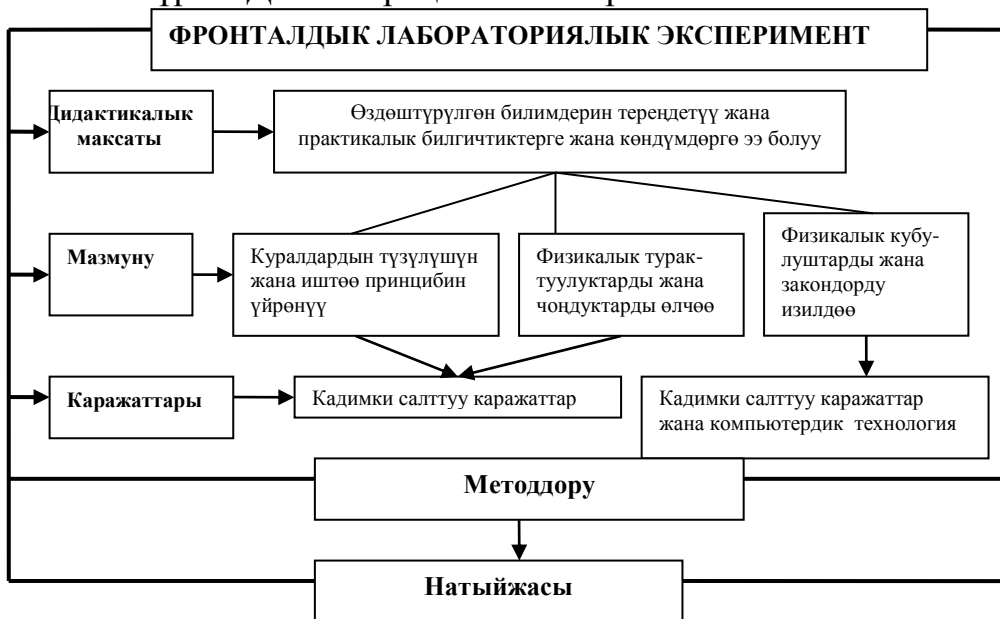 ФРОНТАЛДЫК ЛАБОРАТОРИЯЛЫК ЭКСПЕРИМЕНТ
Дидактикалык
максаты
Өздөштүрүлгөн билимдерин тереңдетүү жана
практикалык билгичтиктерге жана көндүмдөргө ээ болуу
Мазмуну
Куралдардын түзүлүшүн
жана иштөө принцибин
үйрөнүү
Физикалык турак-
туулуктарды жана
чоңдуктарды өлчөө
Физикалык кубу-
луштарды жана
закондорду
изилдөө
Каражаттары
Кадимки салттуу каражаттар
Кадимки салттуу каражаттар
жана компьютердик технология
Методдору
Натыйжасы